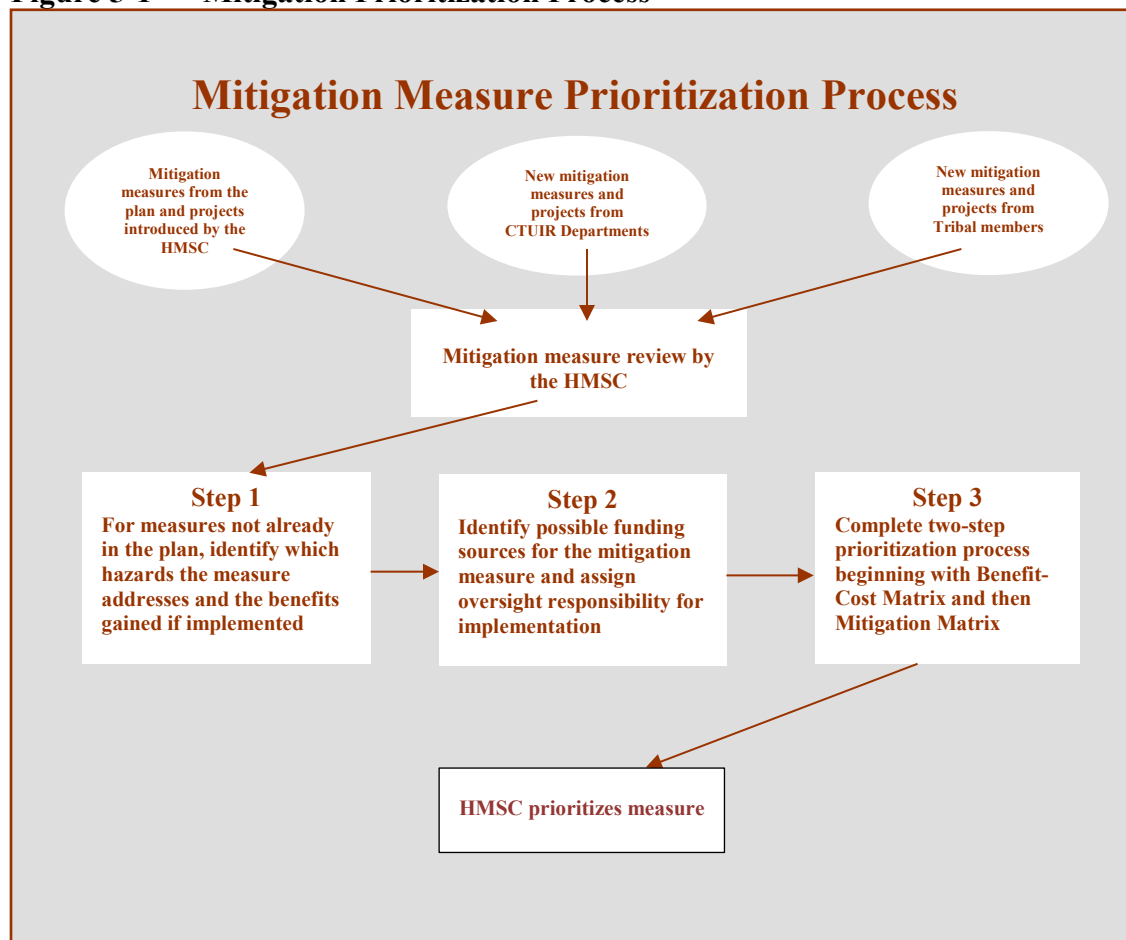 Mitigation Measure Prioritization Process
Mitigation
measures from the
plan and projects
introduced by the
HMSC
New mitigation
measures and
projects from
CTUIR Departments
New mitigation
measures and
projects from
Tribal members
Mitigation measure review by
the HMSC
Step 1
For measures not already
in the plan, identify which
hazards the measure
addresses and the benefits
gained if implemented
Step 2
Identify possible funding
sources for the mitigation
measure and assign
oversight responsibility for
implementation
Step 3
Complete two-step
prioritization process
beginning with Benefit-
Cost Matrix and then
Mitigation Matrix
HMSC prioritizes measure